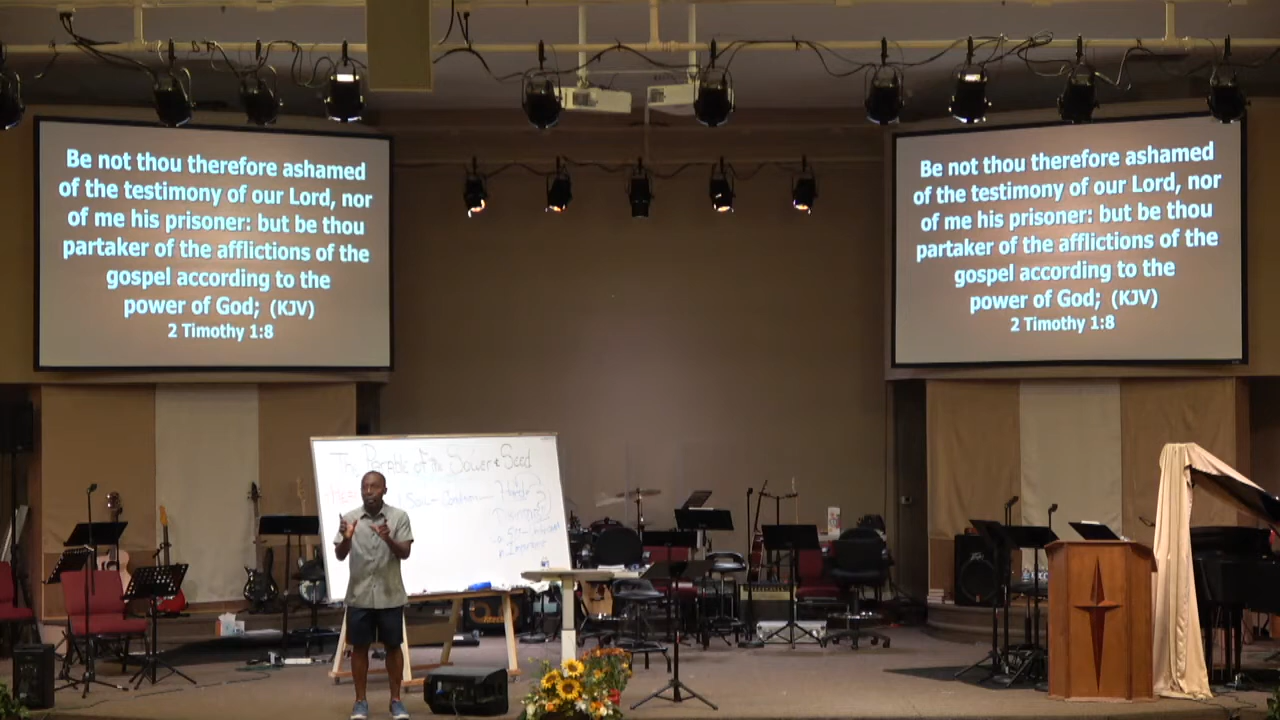 Be not thou therefore ashamed
of the testimony of our Lord, nor
of me his prisoner: but be thou
partaker of the afflictions of the
gospel according to the
power of God; (KJV)
2 Timothy 1:8
Be not thou therefore ashamed
of the testimony of our Lord, nor
of me his prisoner: but be thou
partaker of the afflictions of the
gospel according to the
power of God; (KJV)
2 Timothy 1:8
The Parable of the Sower & Seed